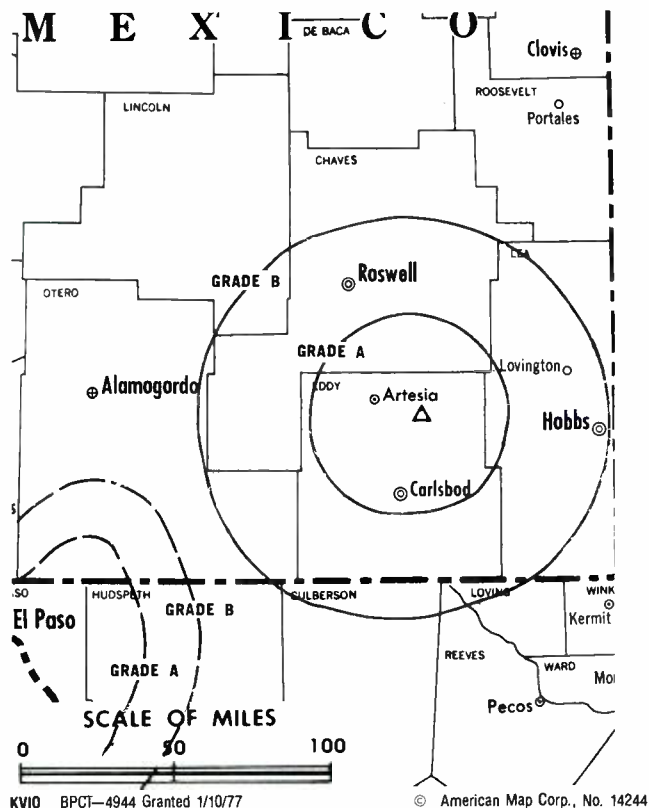 M E X I C O
DE BACA
Clovis
LINCOLN
ROOSEVELT
Portales
CHAVES
LEA
GRADE B
Roswell
OTERO
GRADE A
Lovington
EDDY
Alamogordo
Artesia
Hobbs
Carlsbad
HUDSPETH
CULBERSON
LOVING
WINK
GRADE B
El Paso
Kermit
REEVES
WARD
GRADE A
Pecos
SCALE OF MILES
0 50 100
KVIO BPCT—4944 Granted 1/10/77
© American Map Corp., No. 14244